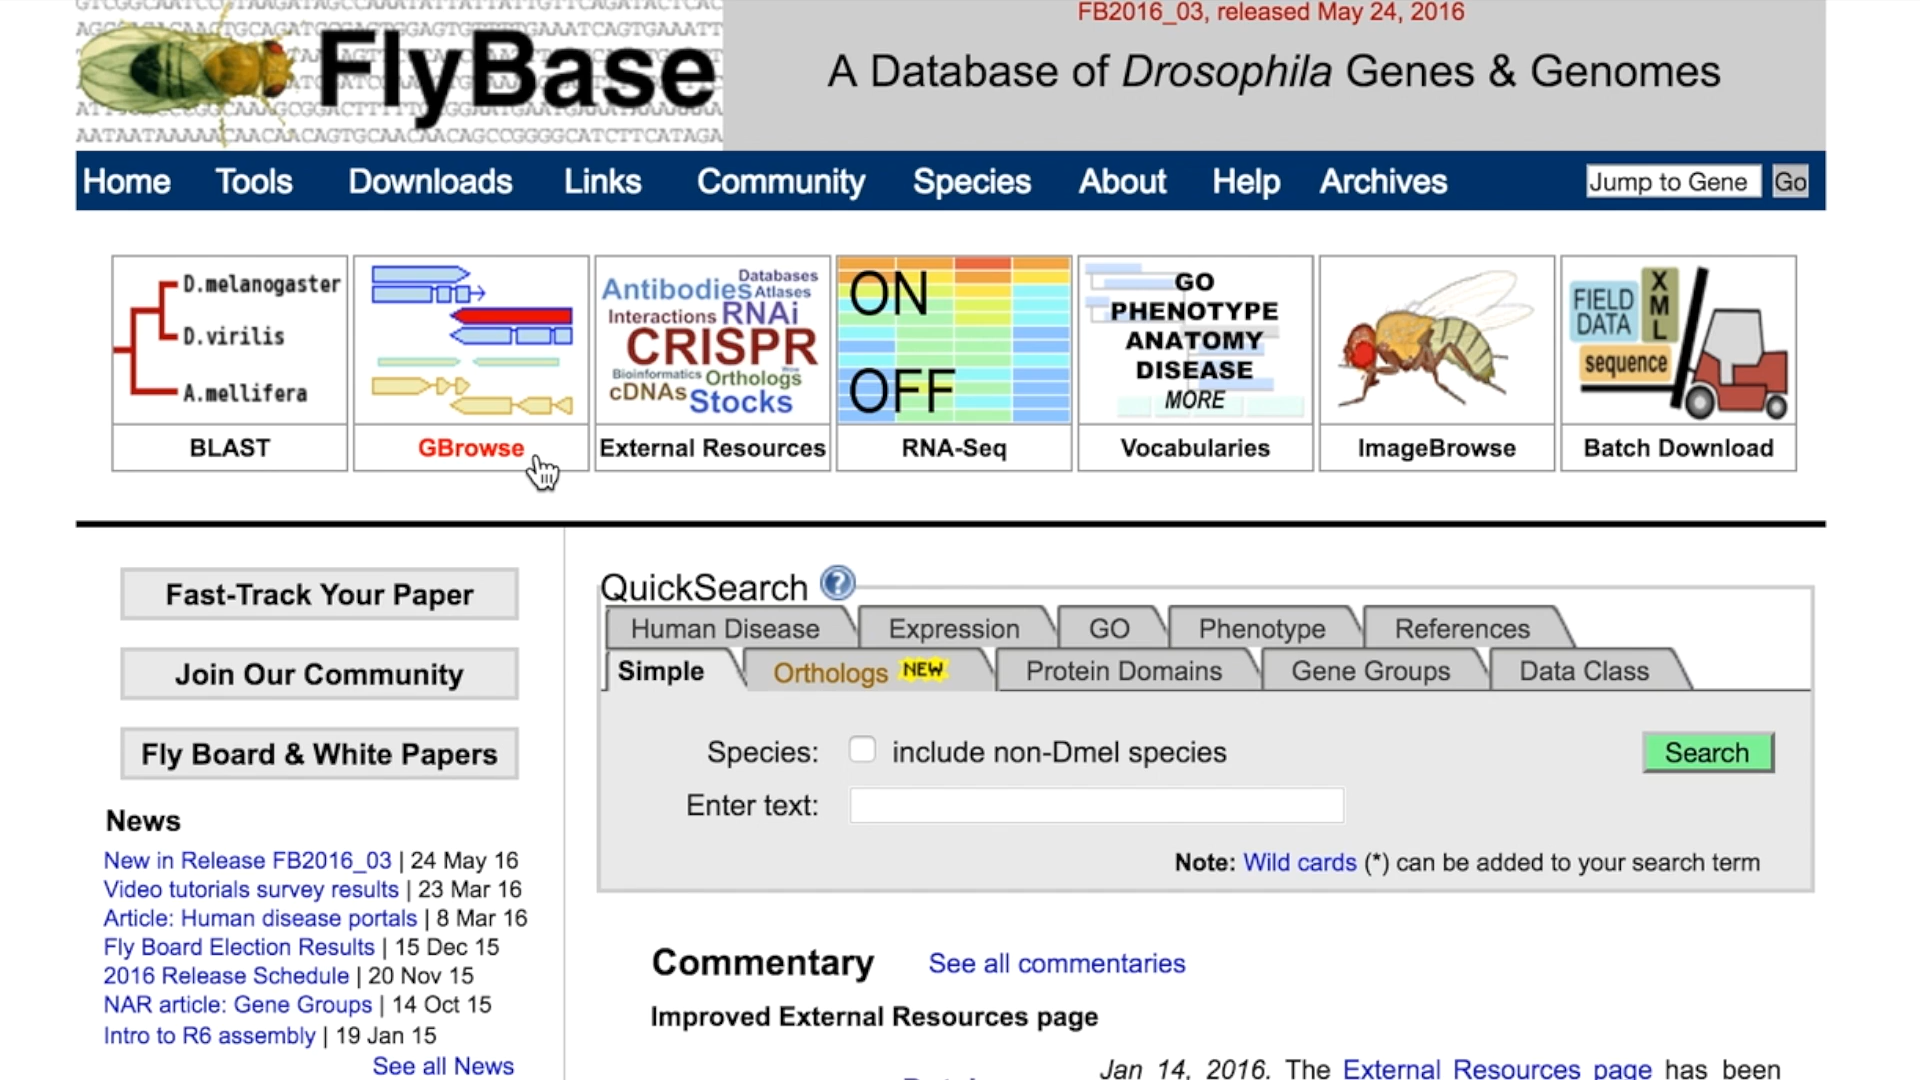 FB2016_03, released May 24, 2016
FlyBase
A Database of Drosophila Genes & Genomes
AATAATAAAAACAACAACAGTGCAACAACAGCCGGGGCATCTTCATAGA
Home Tools Downloads Links Community Species About Help Archives Jump to Gene Go
D.melanogaster
D.virilis
A.mellifera
BLAST
GBrowse
Databases
Antibodies Atlases
Interactions RNAi
CRISPR
Bioinformatics Orthologs
cDNAs Stocks
External Resources
ON
OFF
RNA-Seq
GO
PHENOTYPE
ANATOMY
DISEASE
MORE
Vocabularies
ImageBrowse
FIELD DATA
XML
sequence
Batch Download
Fast-Track Your Paper
Join Our Community
Fly Board & White Papers
News
New in Release FB2016_03 | 24 May 16
Video tutorials survey results | 23 Mar 16
Article: Human disease portals | 8 Mar 16
Fly Board Election Results | 15 Dec 15
2016 Release Schedule | 20 Nov 15
NAR article: Gene Groups | 14 Oct 15
Intro to R6 assembly | 19 Jan 15
See all News
QuickSearch ?
Human Disease Expression GO Phenotype References
Simple Orthologs NEW Protein Domains Gene Groups Data Class
Species: include non-Dmel species Search
Enter text:
Note: Wild cards (*) can be added to your search term
Commentary See all commentaries
Improved External Resources page
Jan 14, 2016. The External Resources page has been